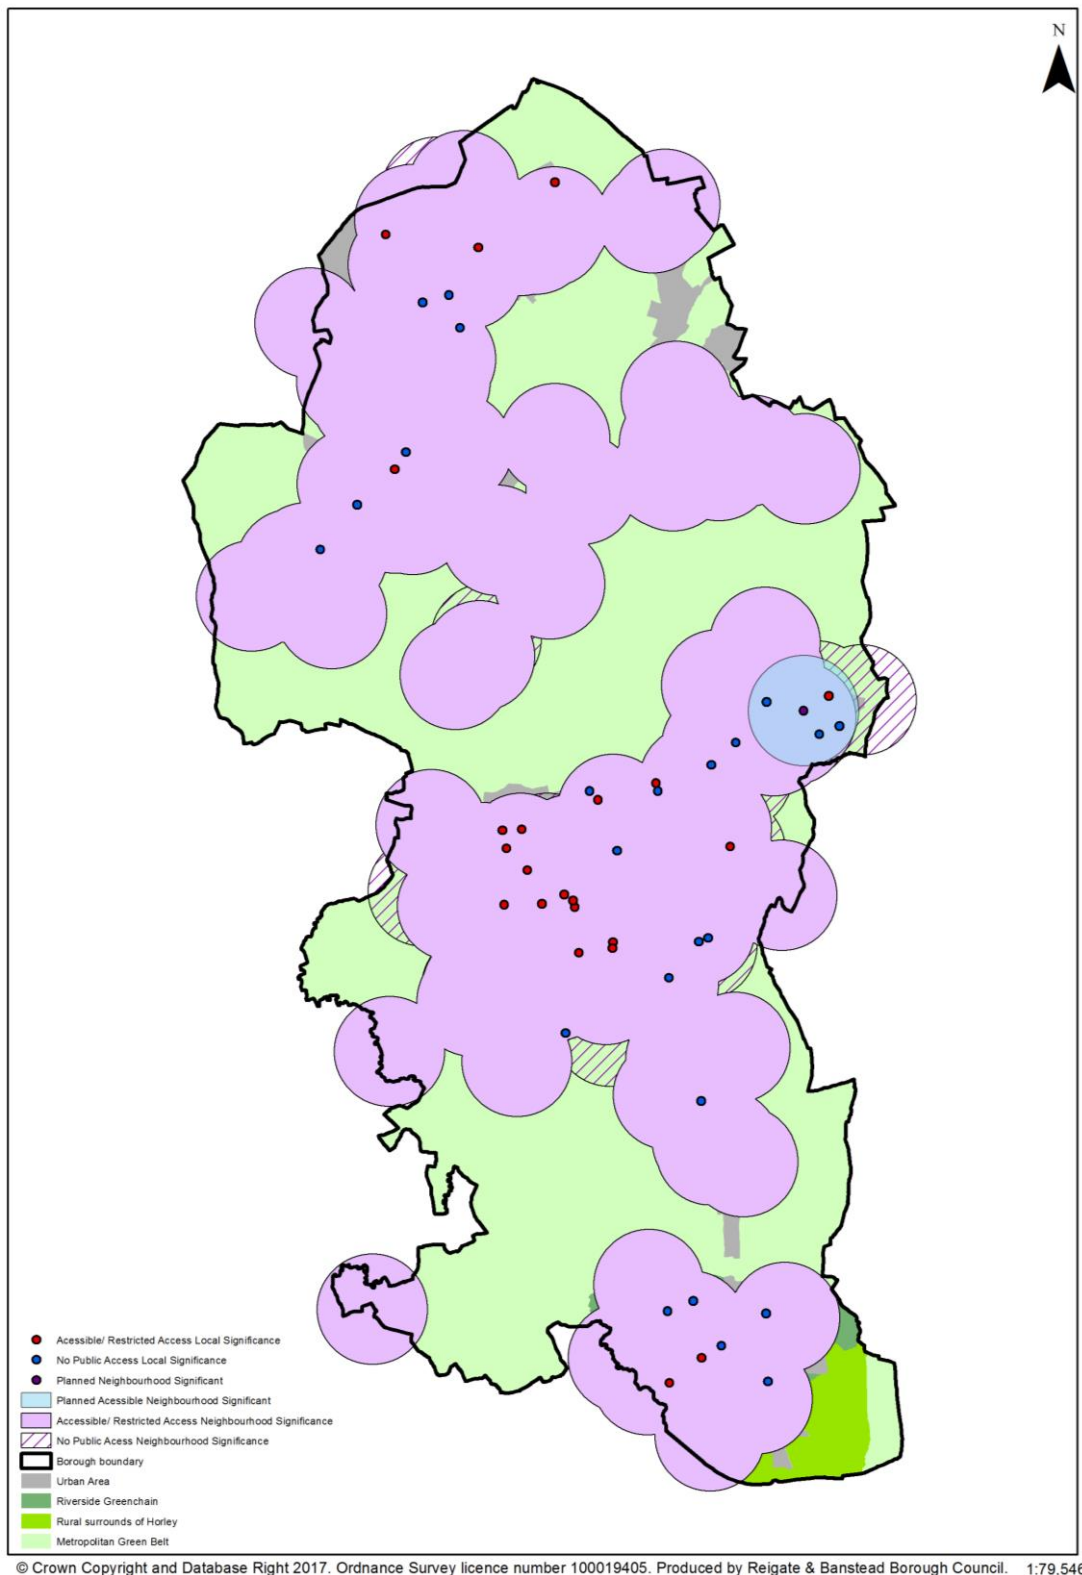 N
Acessible/ Restricted Access Local Significance
No Public Access Local Significance
Planned Neighbourhood Significant
Planned Acessible Neighbourhood Significant
Accessible/ Restricted Access Neighbourhood Significance
No Public Acess Neighbourhood Significance
Borough boundary
Urban Area
Riverside Greenchain
Rural surrounds of Horley
Metropolitan Green Belt
© Crown Copyright and Database Right 2017. Ordnance Survey licence number 100019405. Produced by Reigate & Banstead Borough Council. 1:79,546